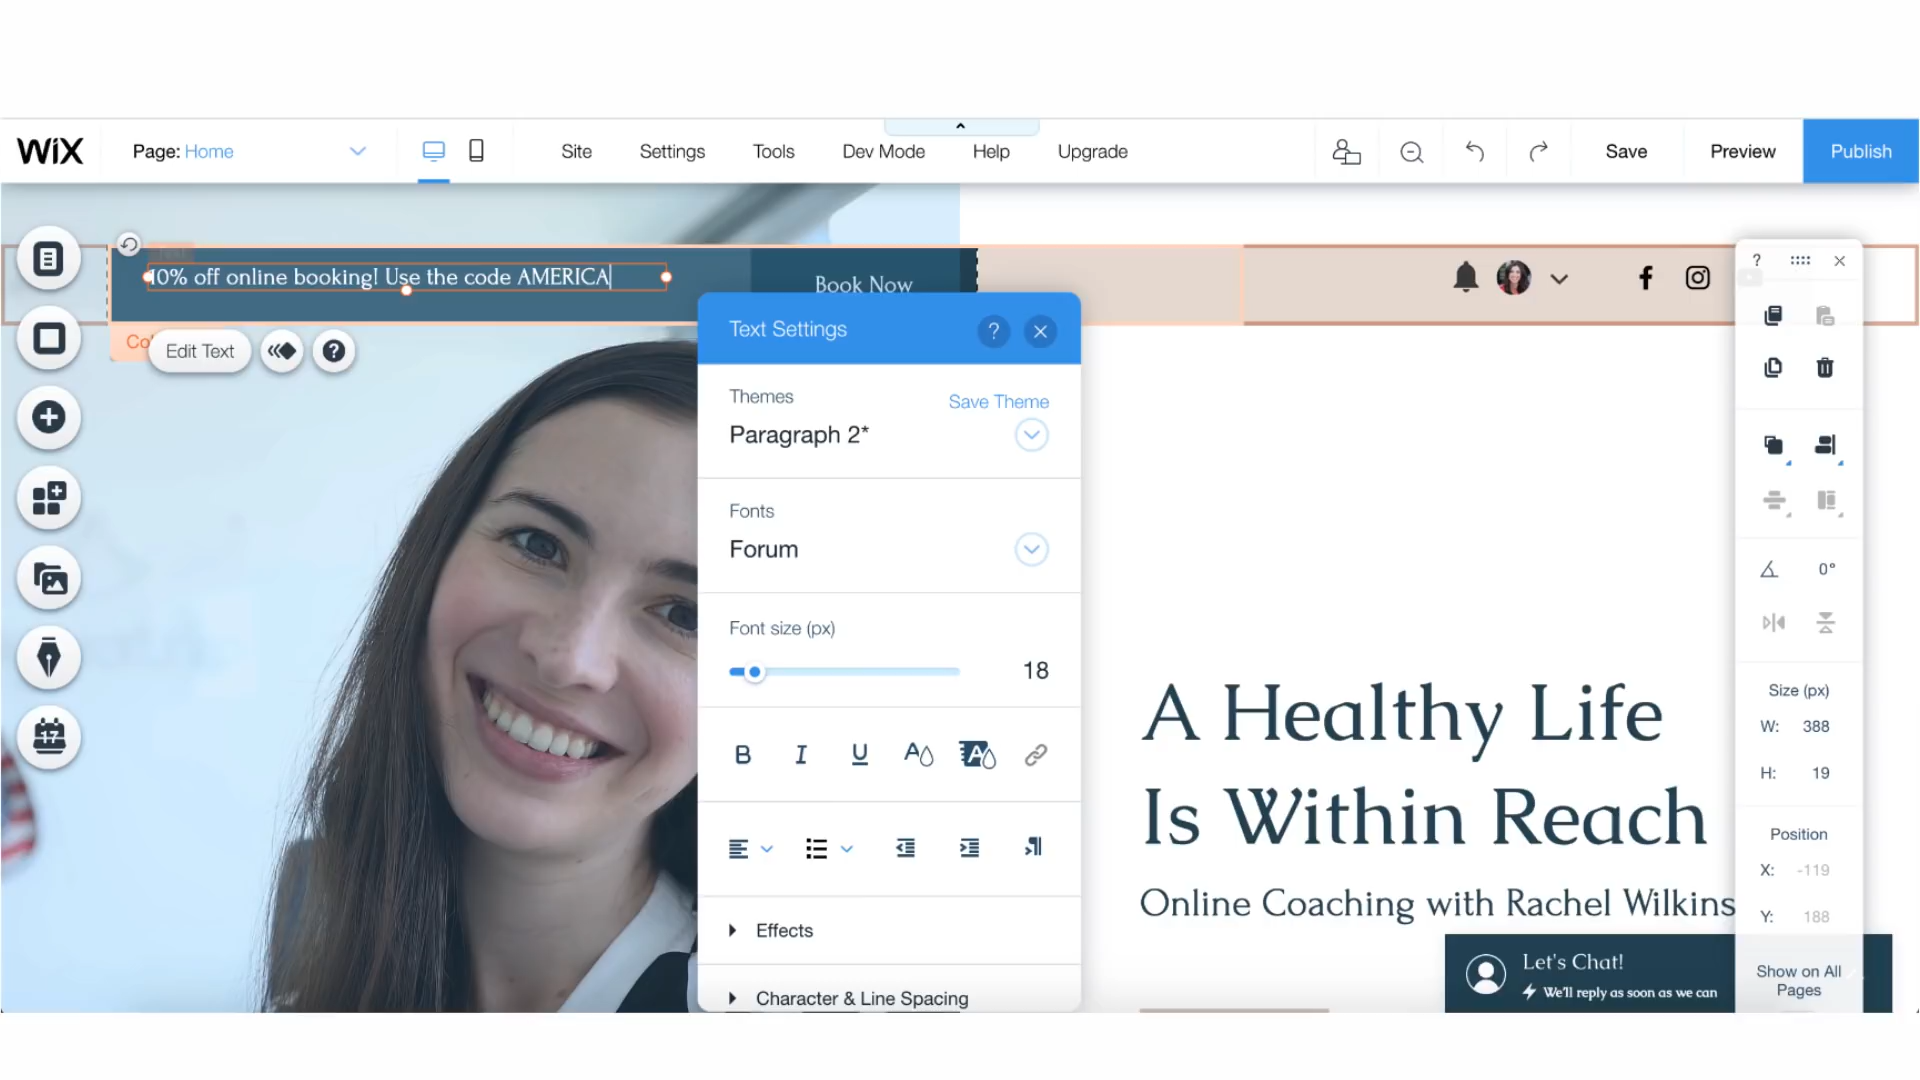 WiX
Page: Home
Site
Settings
Tools
Dev Mode
Help
Upgrade
Save
Preview
Publish
10% off online booking! Use the code AMERICA
Book Now
Edit Text
Text Settings
?
Themes
Save Theme
Paragraph 2*
Fonts
Forum
Font size (px)
18
B
I
U
Effects
Character & Line Spacing
17
A Healthy Life
Is Within Reach
Online Coaching with Rachel Wilkins
Let's Chat!
We'll reply as soon as we can
?
0°
Size (px)
W: 388
H: 19
Position
X: -119
Y: 188
Show on All
Pages